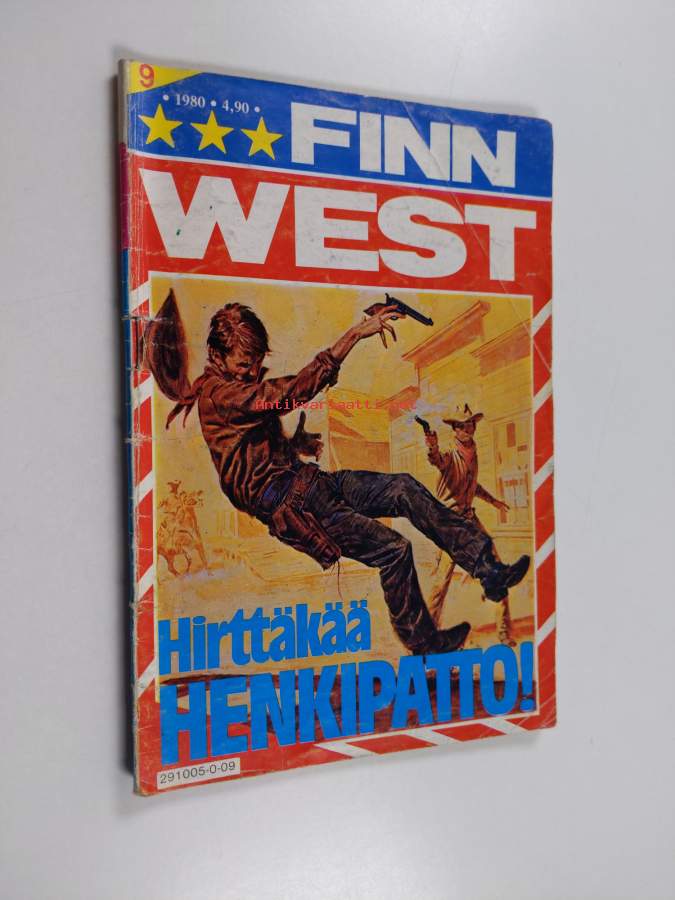 9
• 1980 • 4,90 •
FINN
WEST
Antikvariaatti.net
Hirttäkää
HENKIPATTO!
291005-0-09